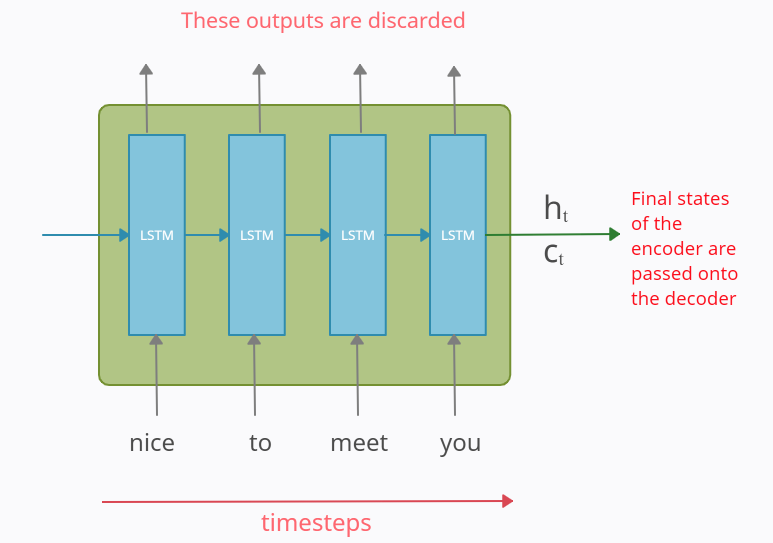 These outputs are discarded
LSTM
LSTM
LSTM
LSTM
ht
ct
Final states
of the
encoder are
passed onto
the decoder
nice
to
meet
you
timesteps